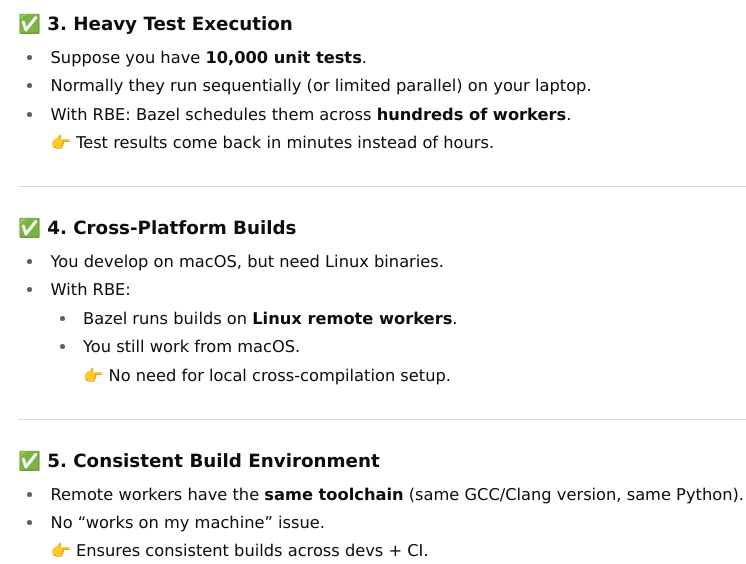 ✅ 3. Heavy Test Execution
• Suppose you have 10,000 unit tests.
• Normally they run sequentially (or limited parallel) on your laptop.
• With RBE: Bazel schedules them across hundreds of workers.
👉 Test results come back in minutes instead of hours.
✅ 4. Cross-Platform Builds
• You develop on macOS, but need Linux binaries.
• With RBE:
• Bazel runs builds on Linux remote workers.
• You still work from macOS.
👉 No need for local cross-compilation setup.
✅ 5. Consistent Build Environment
• Remote workers have the same toolchain (same GCC/Clang version, same Python).
• No “works on my machine” issue.
👉 Ensures consistent builds across devs + CI.